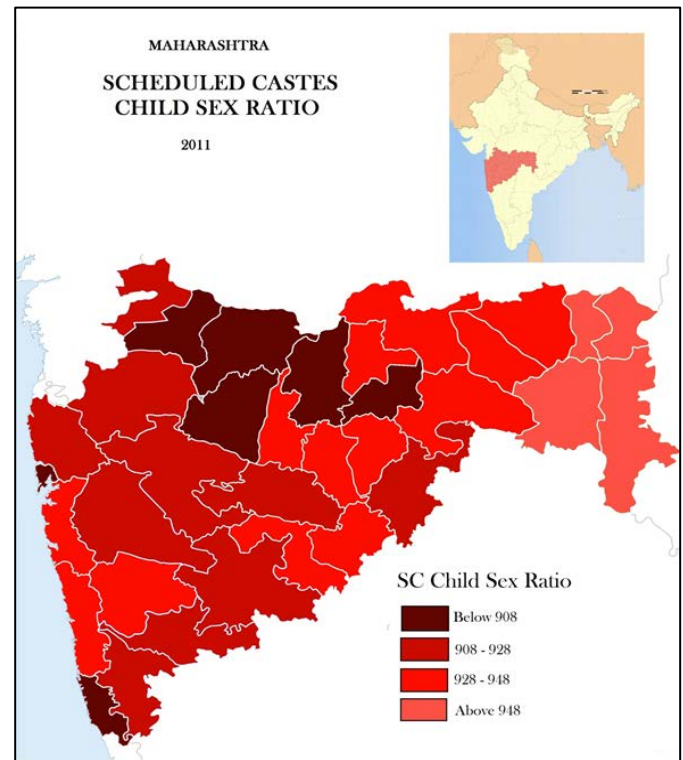 MAHARASHTRA
SCHEDULED CASTES
CHILD SEX RATIO
2011
SC Child Sex Ratio
Below 908
908 - 928
928 - 948
Above 948